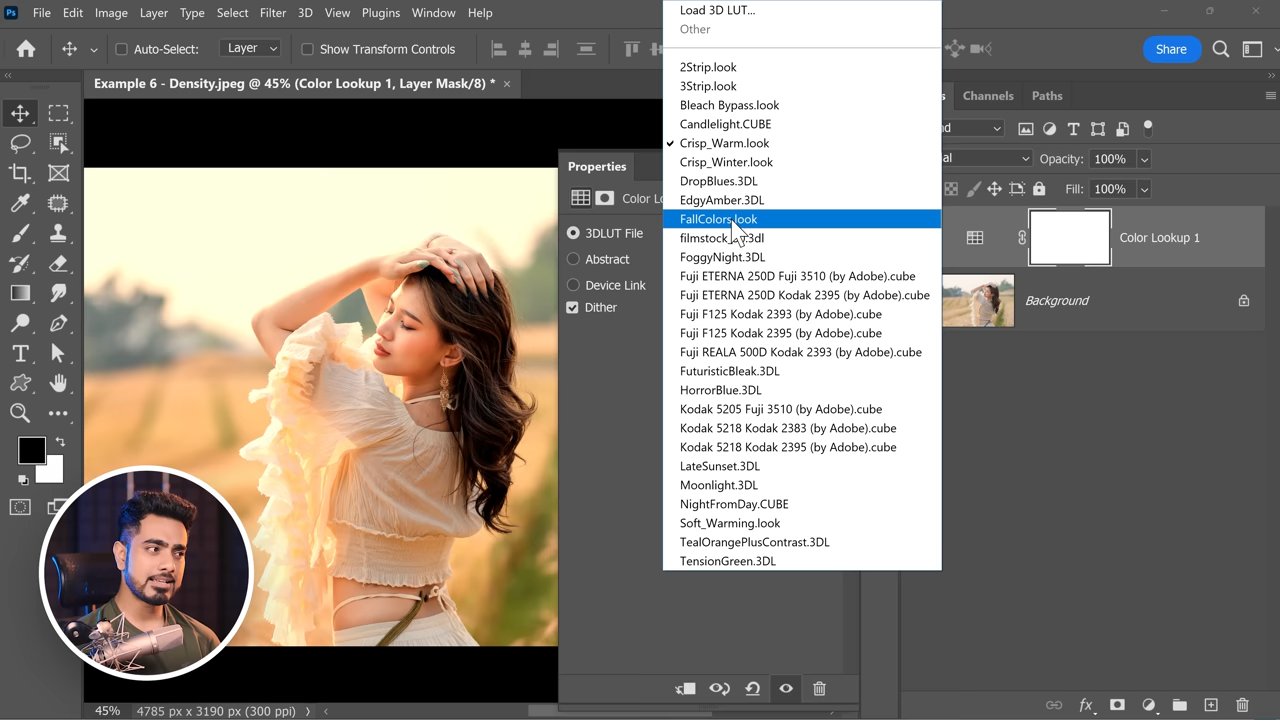 Ps Edit Image Layer Type Select Filter 3D View Plugins Window Help
Auto-Select: Layer Show Transform Controls Share
Example 6 - Density.jpeg @ 45% (Color Lookup 1, Layer Mask/8) * ×
Load 3D LUT...
Other
2Strip.look
3Strip.look
Bleach Bypass.look
Candlelight.CUBE
Crisp_Warm.look
Crisp_Winter.look
DropBlues.3DL
EdgyAmber.3DL
FallColors.look
FoggyNight.3DL
Fuji ETERNA 250D Fuji 3510 (by Adobe).cube
Fuji ETERNA 250D Kodak 2395 (by Adobe).cube
Fuji F125 Kodak 2393 (by Adobe).cube
Fuji F125 Kodak 2395 (by Adobe).cube
Fuji REALA 500D Kodak 2393 (by Adobe).cube
FuturisticBleak.3DL
HorrorBlue.3DL
Kodak 5205 Fuji 3510 (by Adobe).cube
Kodak 5218 Kodak 2383 (by Adobe).cube
Kodak 5218 Kodak 2395 (by Adobe).cube
LateSunset.3DL
Moonlight.3DL
NightFromDay.CUBE
Soft_Warming.look
TealOrangePlusContrast.3DL
TensionGreen.3DL
Properties
Color Lo
3DLUT File
Abstract
Device Link
Dither
Channels Paths
Opacity: 100%
Fill: 100%
Color Lookup 1
Background
45% 4785 px x 3190 px (300 ppi)